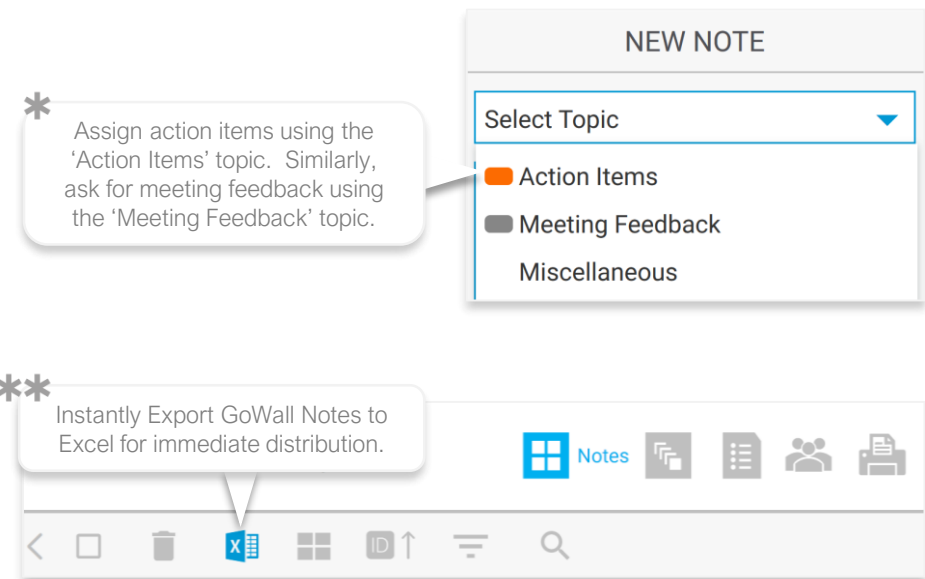 NEW NOTE
*
Assign action items using the
‘Action Items’ topic.  Similarly,
ask for meeting feedback using
the ‘Meeting Feedback’ topic.
Select Topic
Action Items
Meeting Feedback
Miscellaneous
**
Instantly Export GoWall Notes to
Excel for immediate distribution.
Notes
X
ID